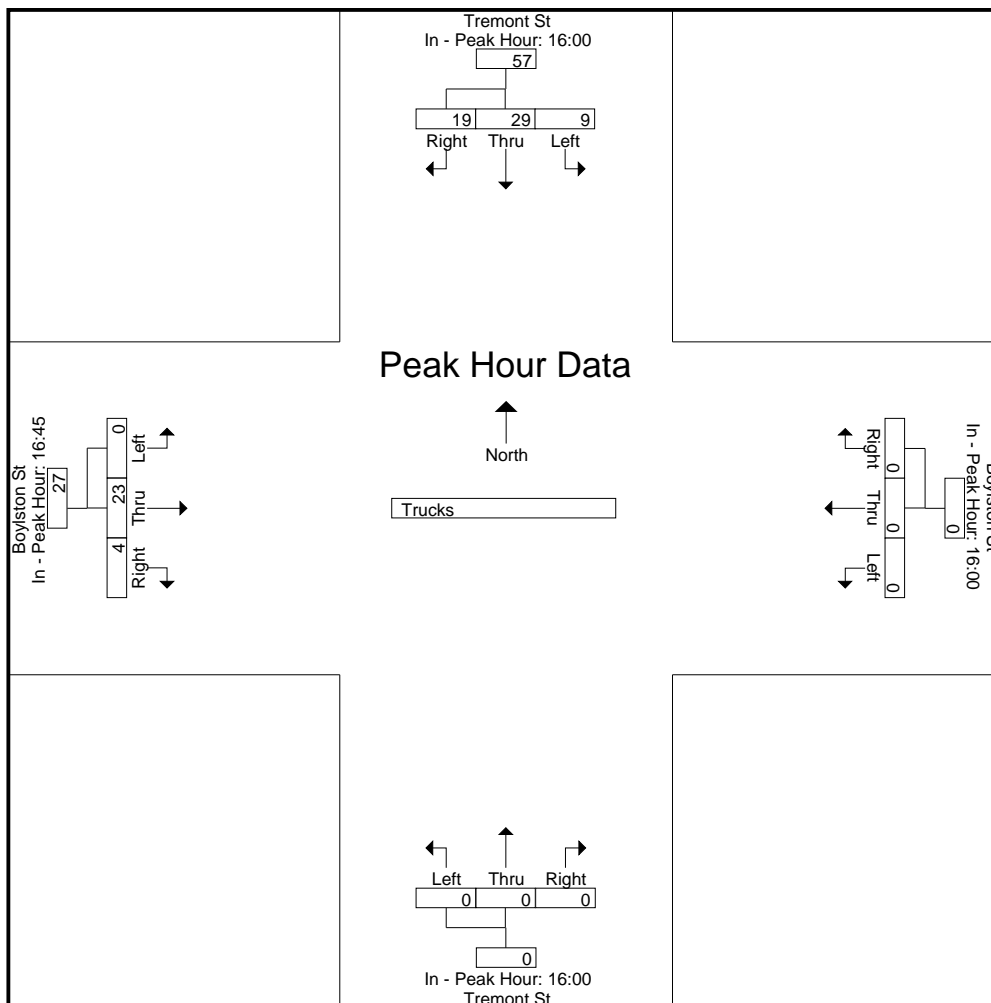 Tremont St
In - Peak Hour: 16:00
57
19 29 9
Right Thru Left
Peak Hour Data
North
Trucks
Boylston St
In - Peak Hour: 16:45
27
0 23 4
Left Thru Right
Boylston St
In - Peak Hour: 16:00
0
0 0 0
Right Thru Left
Left Thru Right
0 0 0
0
In - Peak Hour: 16:00
Tremont St